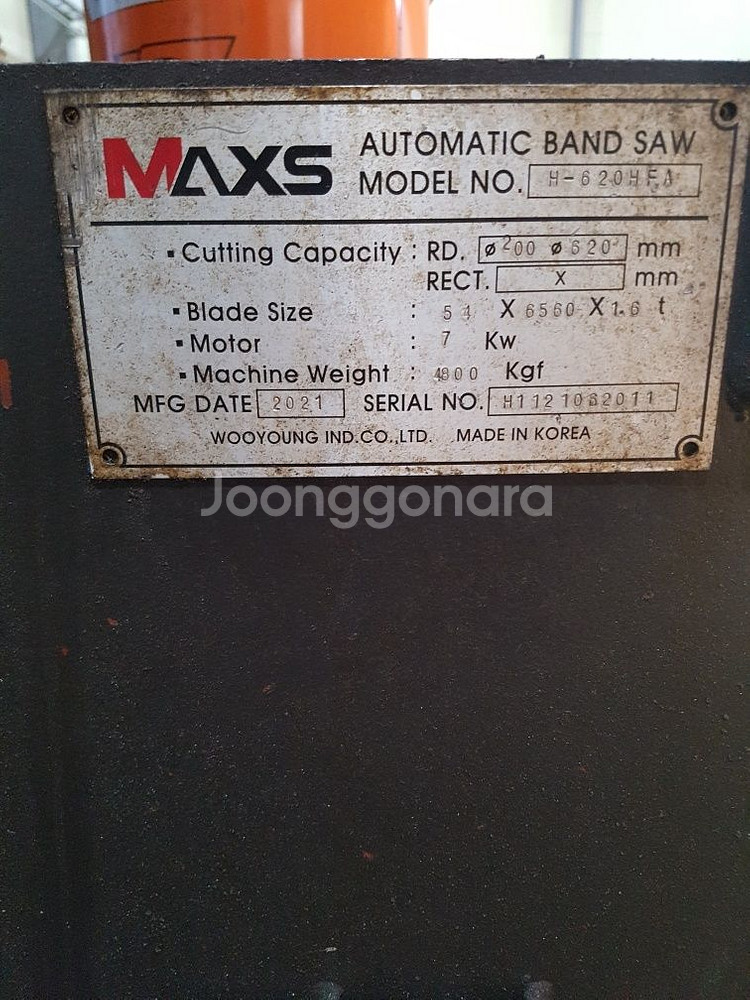 MAXS
AUTOMATIC BAND SAW
MODEL NO. H-620HFA
▪ Cutting Capacity : RD. ø200 ø620 mm
RECT. X mm
▪ Blade Size : 54 X 6560 X 1.6 t
▪ Motor : 7 Kw
▪ Machine Weight : 4800 Kgf
MFG DATE 2021 SERIAL NO. H1121062011
WOOYOUNG IND.CO.,LTD. MADE IN KOREA
Joonggonara